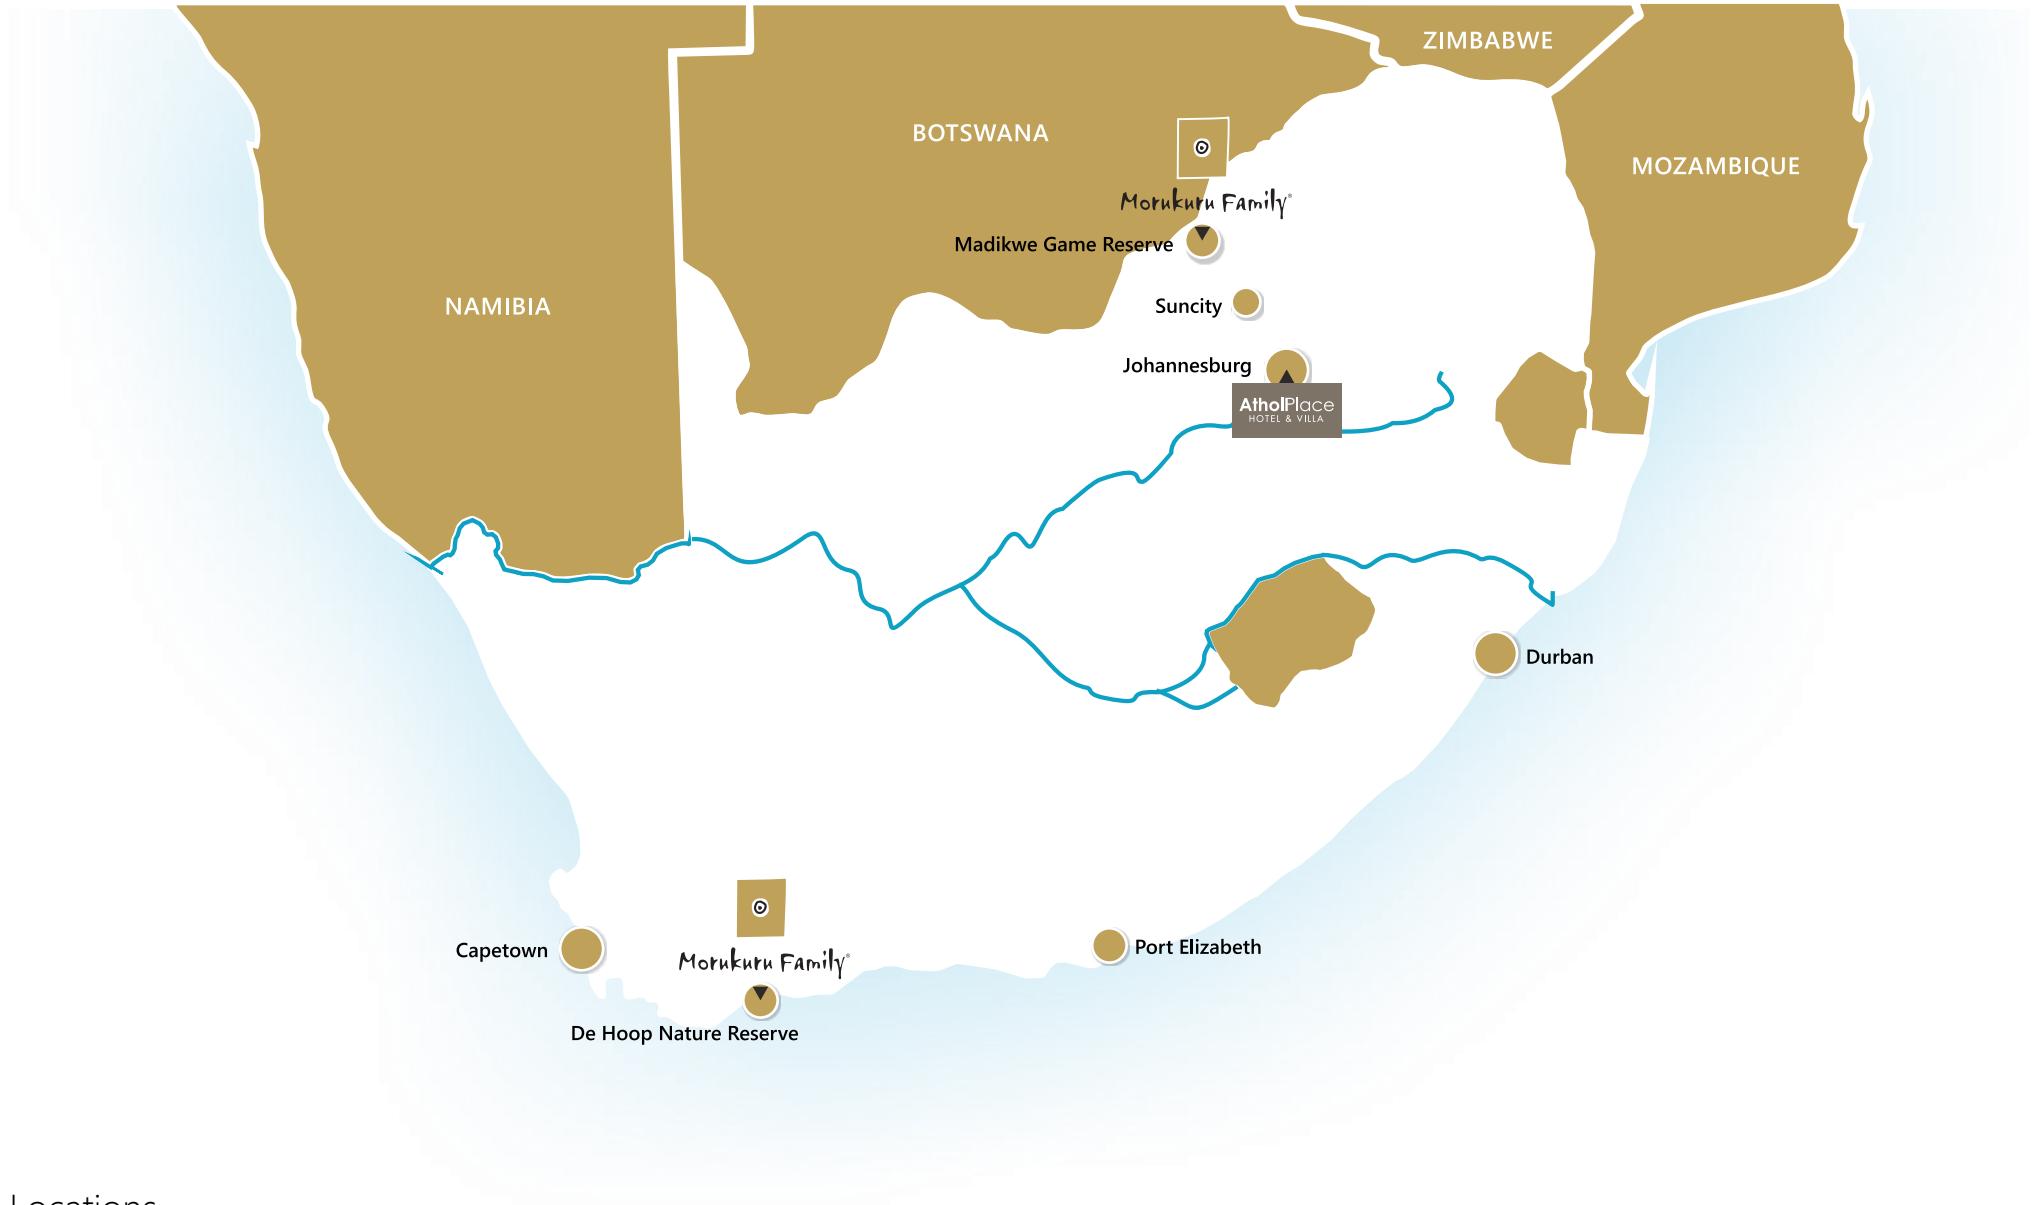 ZIMBABWE
BOTSWANA
MOZAMBIQUE
Morukuru Family®
Madikwe Game Reserve
NAMIBIA
Suncity
Johannesburg
AtholPlace
HOTEL & VILLA
Durban
Capetown
Morukuru Family®
Port Elizabeth
De Hoop Nature Reserve
Locations